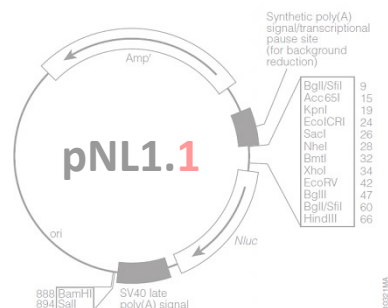 Synthetic poly(A)
signal/transcriptional
pause site
(for background
reduction)
Ampʳ
BglI/SfiI 9
Acc65I 15
KpnI 19
EcoICRI 24
SacI 26
NheI 28
BmtI 32
XhoI 34
EcoRV 42
BglII 47
BglI/SfiI 60
HindIII 66
pNL1.1
ori
Nluc
888 BamHI
894 SalI
SV40 late
poly(A) signal